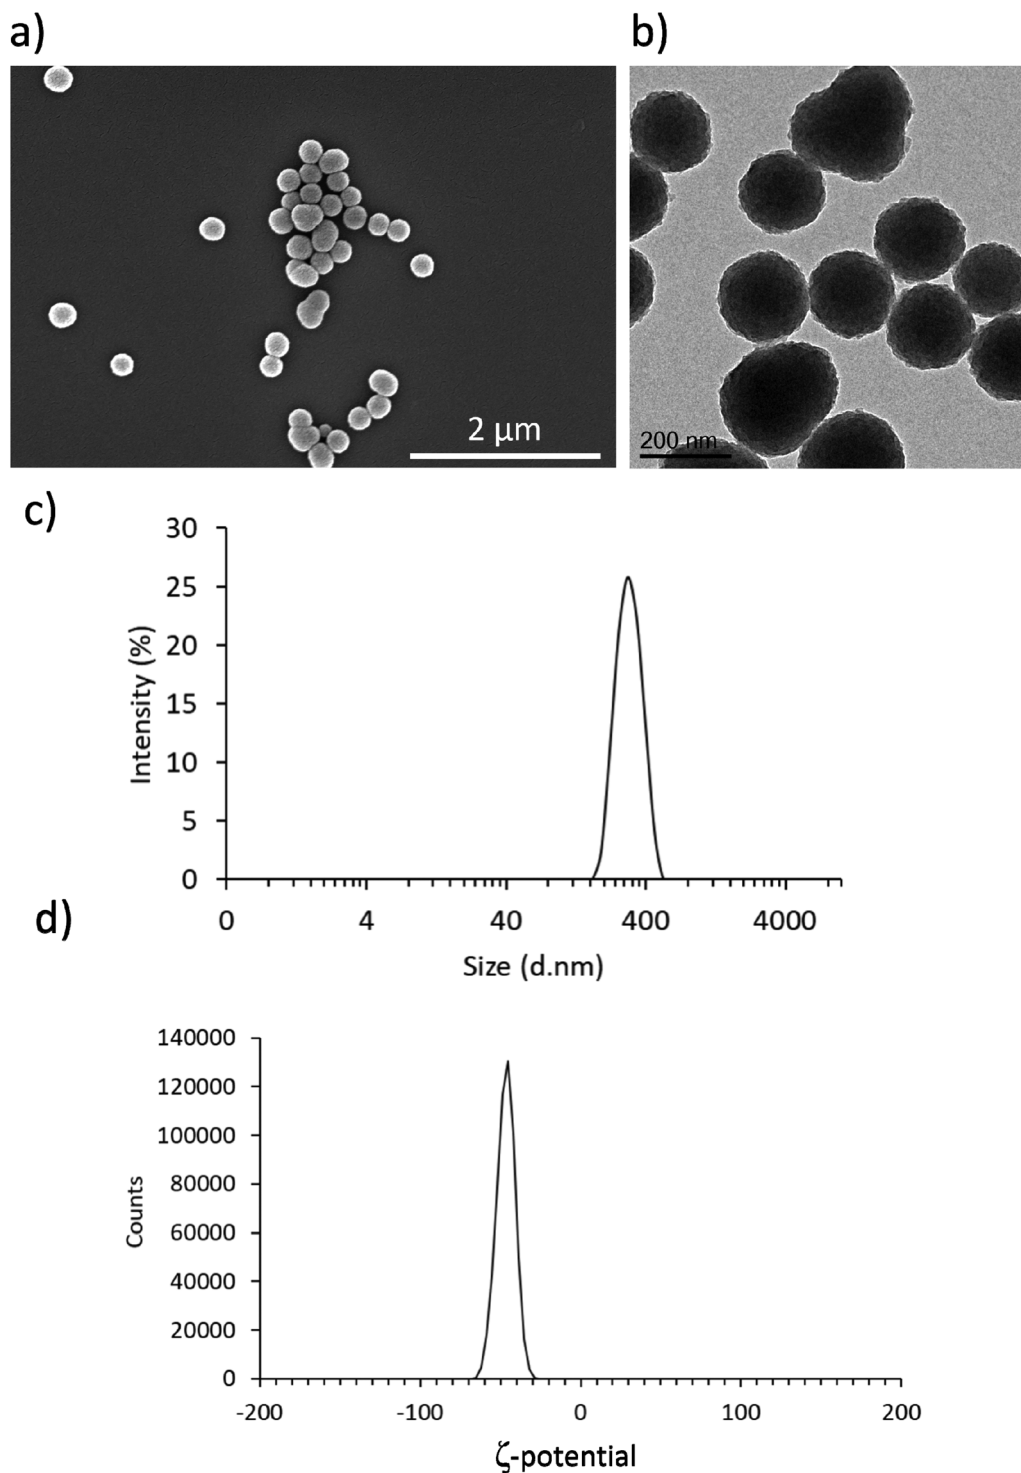 a)
b)
2 μm
200 nm
c)
30
25
20
15
10
5
0
Intensity (%)
0 4 40 400 4000
Size (d.nm)
d)
140000
120000
100000
80000
60000
40000
20000
0
Counts
-200 -100 0 100 200
ζ-potential